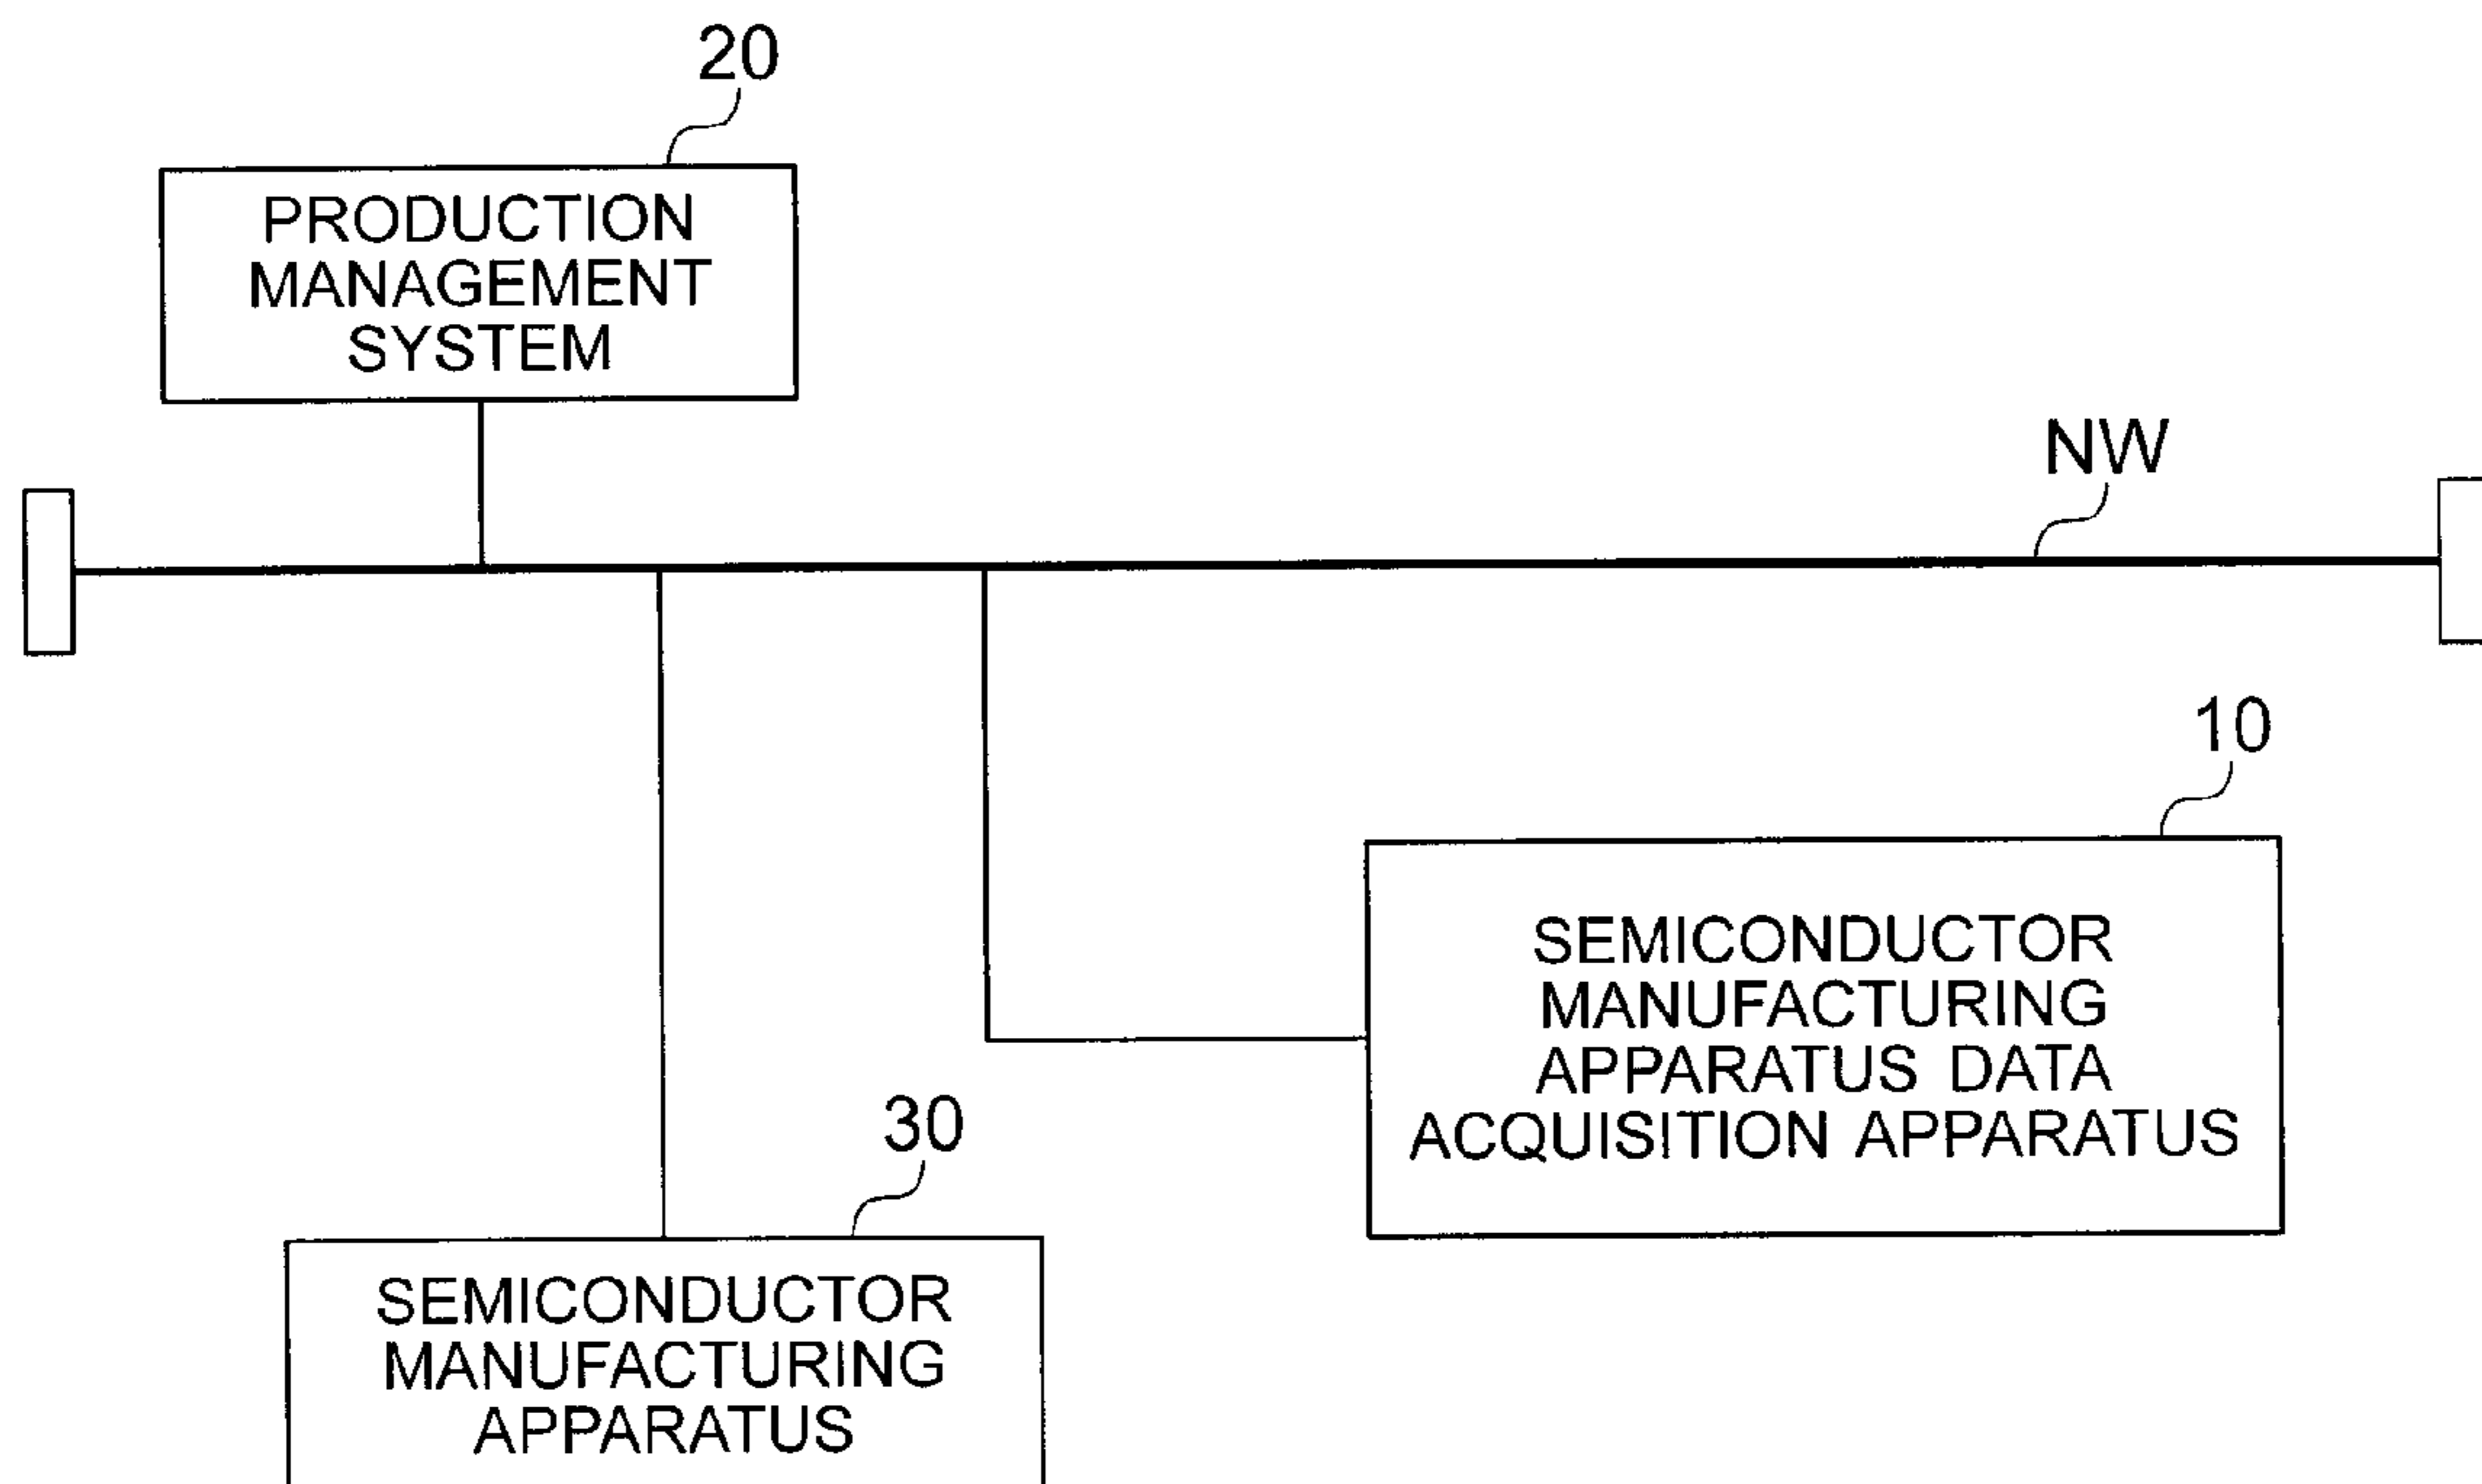 20
PRODUCTION
MANAGEMENT
SYSTEM
NW
10
SEMICONDUCTOR
MANUFACTURING
APPARATUS DATA
ACQUISITION APPARATUS
30
SEMICONDUCTOR
MANUFACTURING
APPARATUS